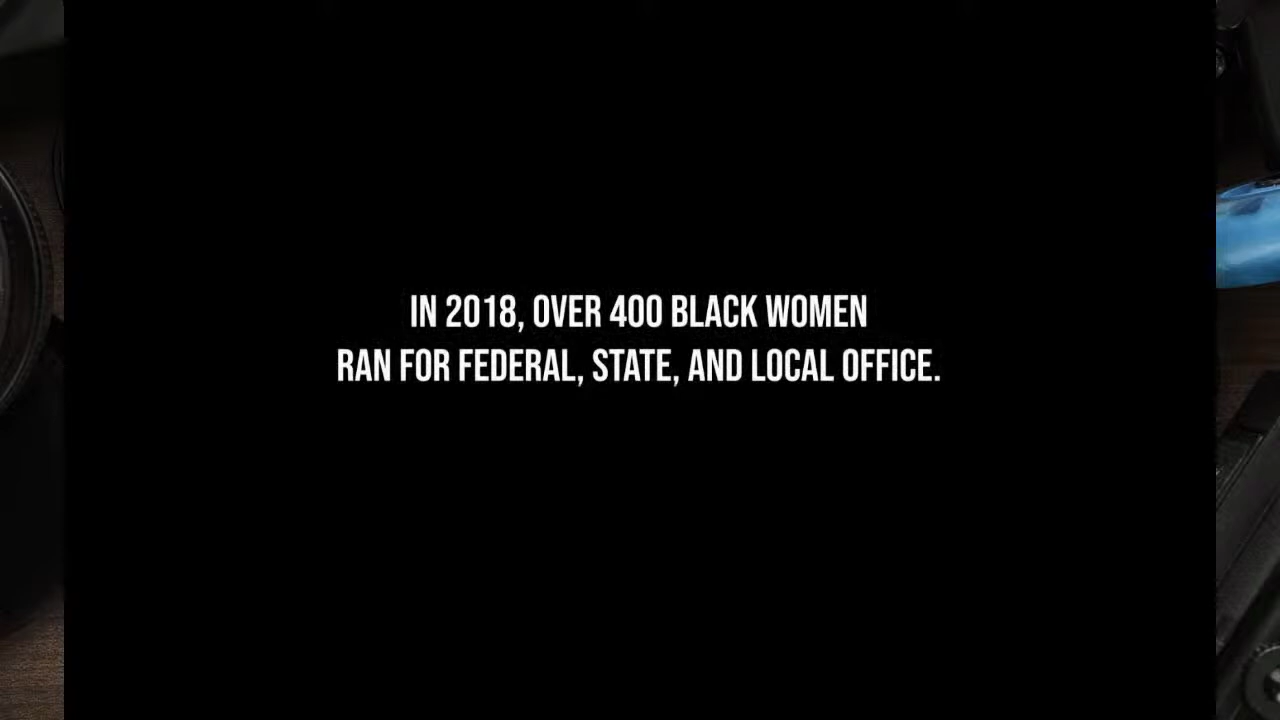 IN 2018, OVER 400 BLACK WOMEN
RAN FOR FEDERAL, STATE, AND LOCAL OFFICE.